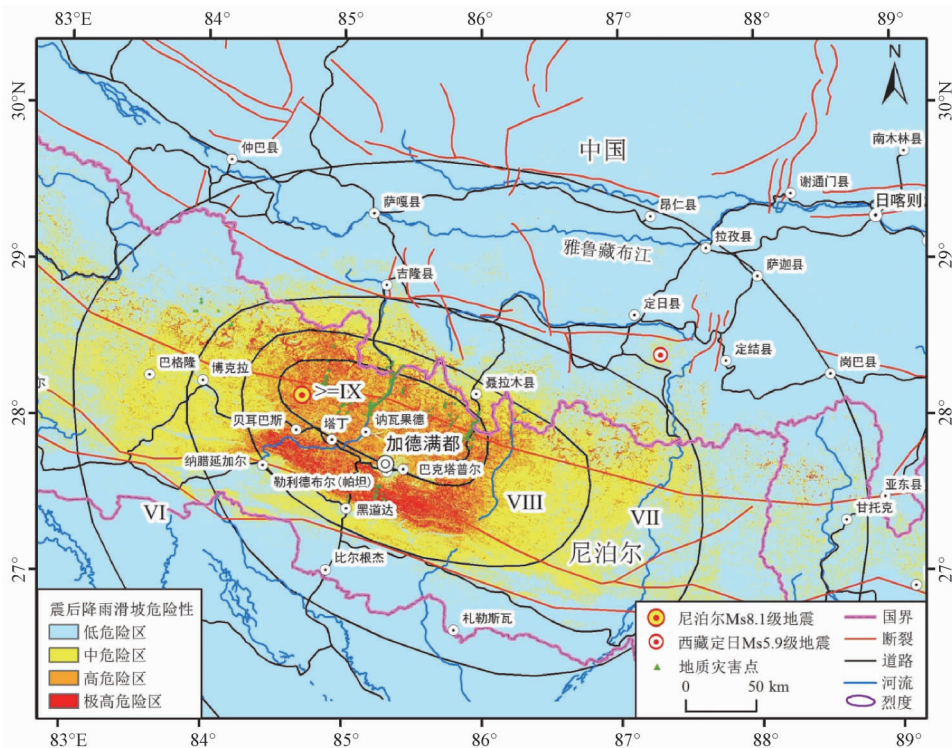 83°E 84° 85° 86° 87° 88° 89°
N
30°N 30°N
南木林县
仲巴县
中国
谢通门县
日喀则
萨嘎县
昂仁县
拉孜县
雅鲁藏布江
29° 29°
萨迦县
吉隆县
定日县
定结县
岗巴县
巴格隆
博克拉
>=IX
聂拉木县
尔
28° 28°
贝耳巴斯
塔丁
讷瓦果德
加德满都
纳腊延加尔
巴克塔普尔
勒利德布尔(帕坦)
亚东县
甘托克
VI
黑道达
VIII
VII
尼泊尔
比尔根杰
27° 27°
札勒斯瓦
震后降雨滑坡危险性
低危险区
中危险区
高危险区
极高危险区
尼泊尔Ms8.1级地震
西藏定日Ms5.9级地震
地质灾害点
0 50 km
国界
断裂
道路
河流
烈度
83°E 84° 85° 86° 87° 88° 89°